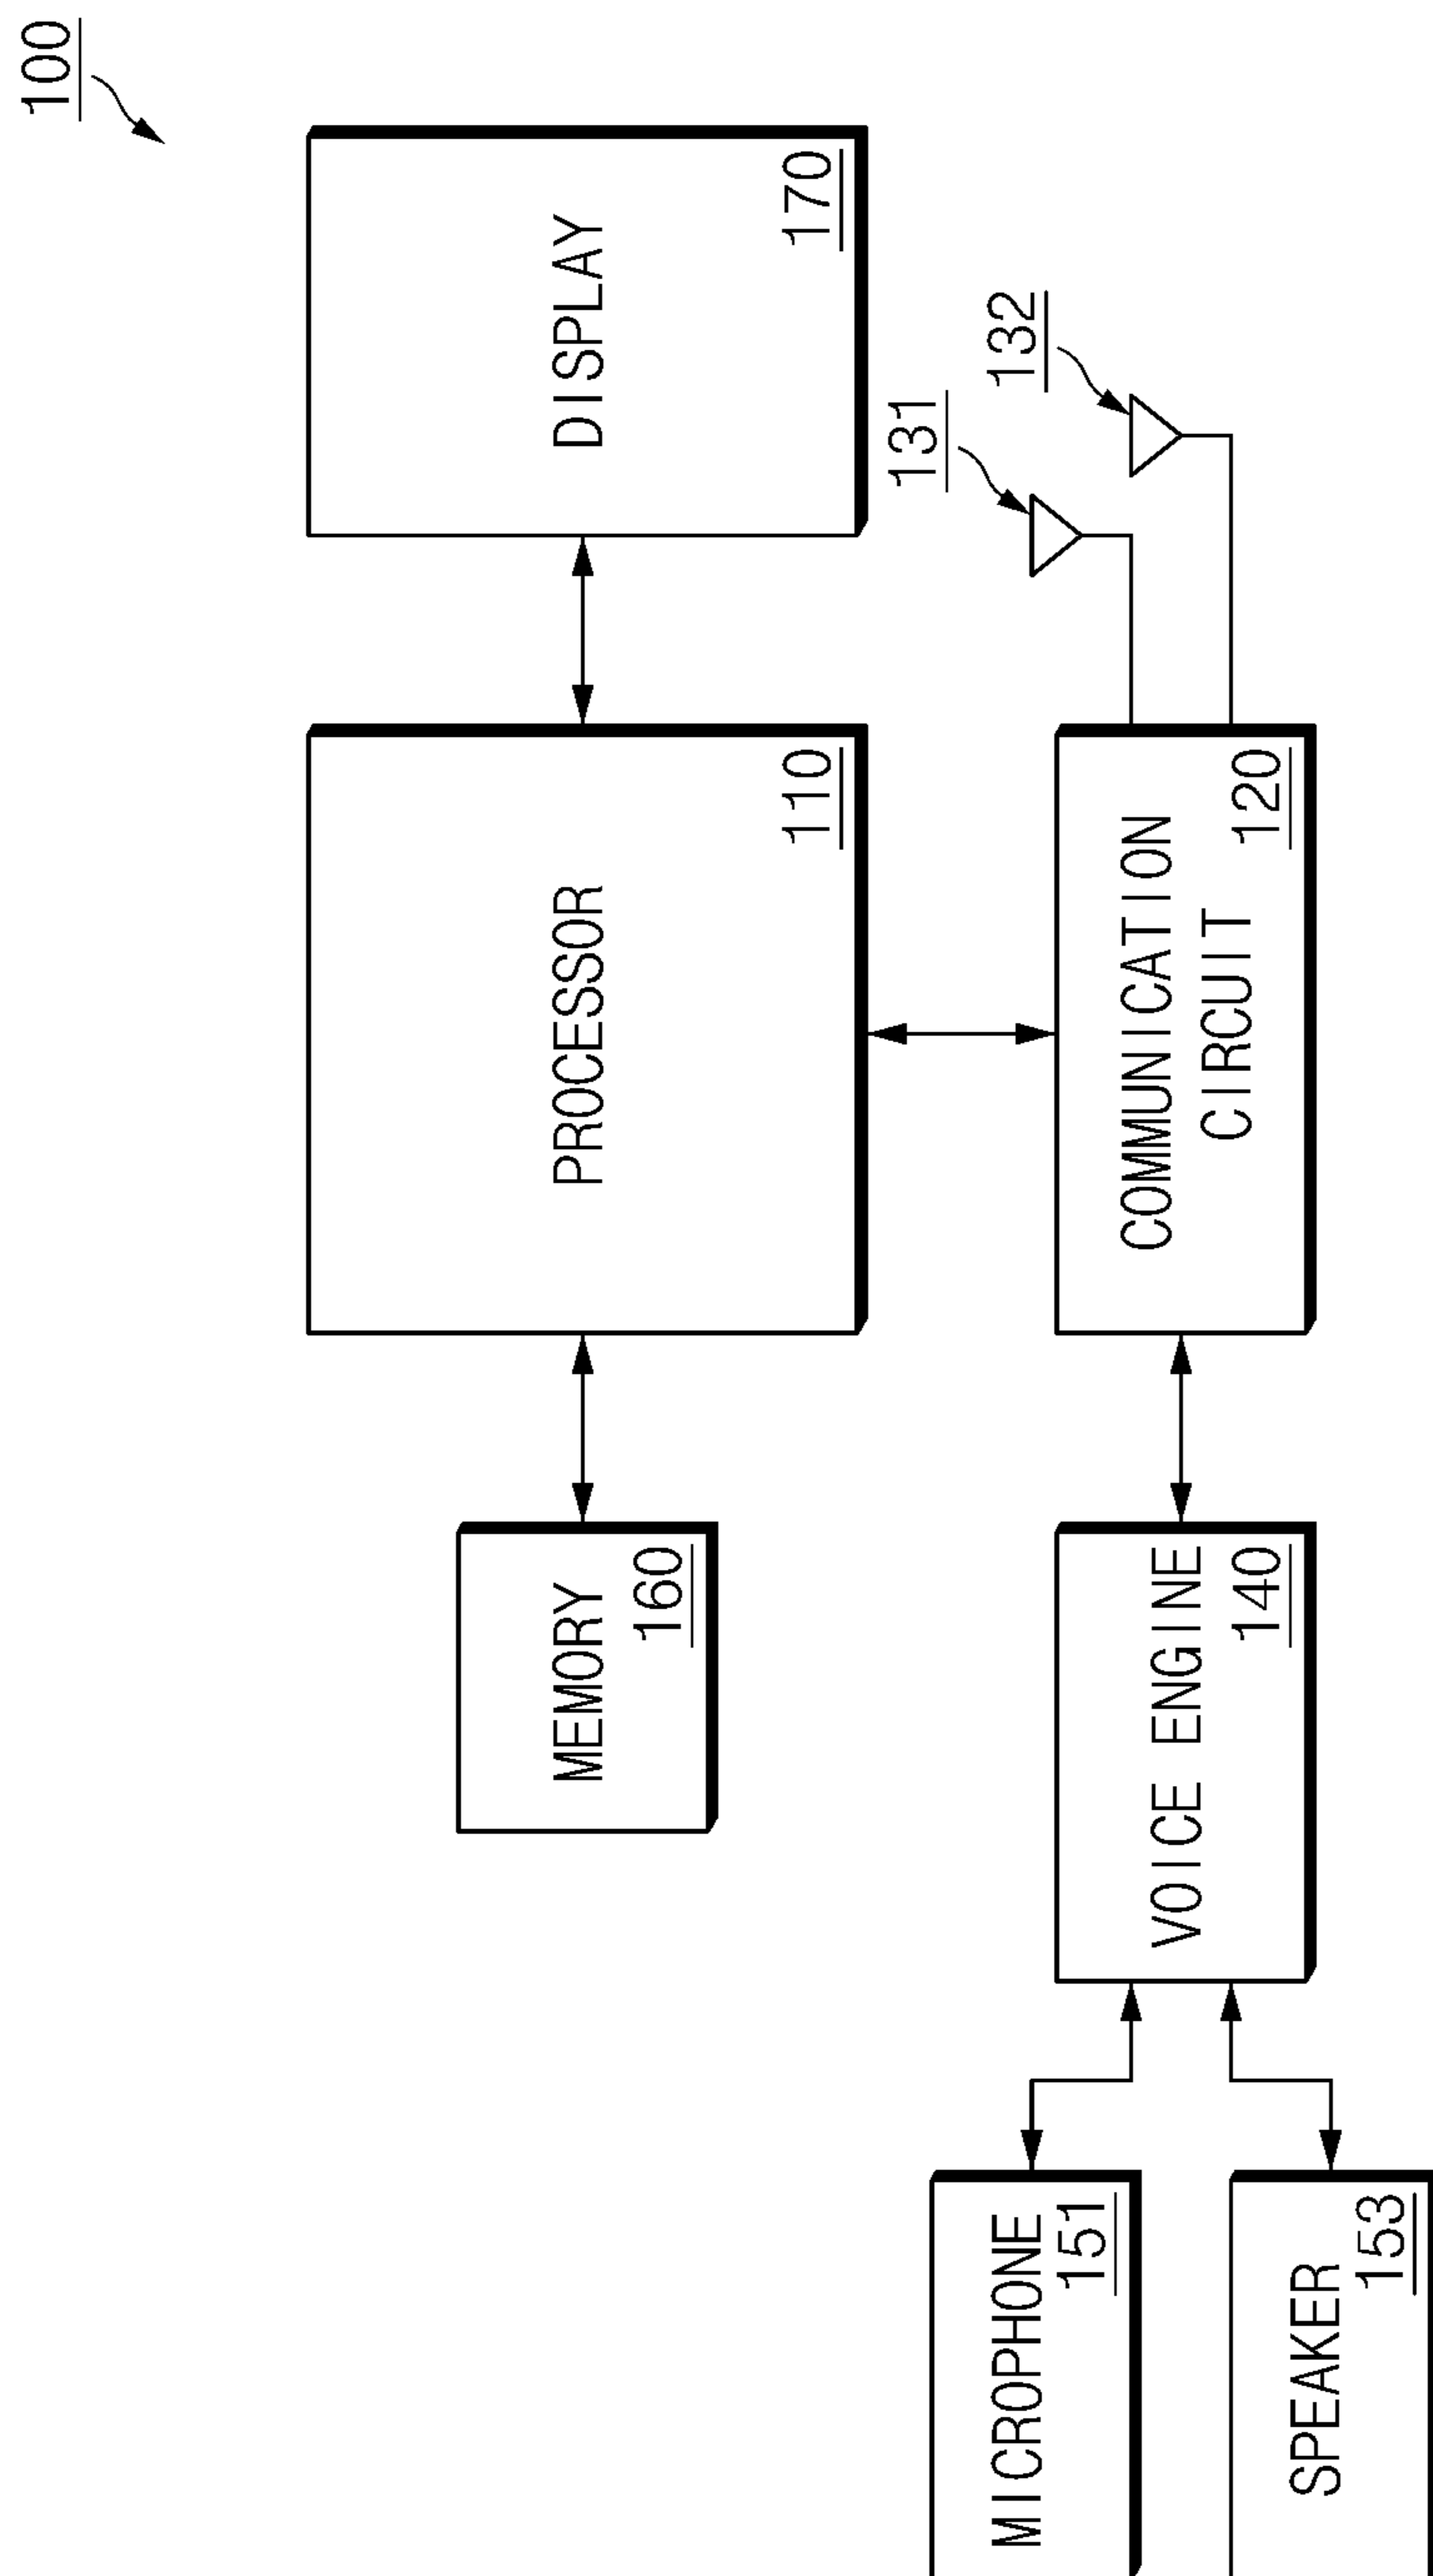 100
MEMORY
160
PROCESSOR
110
DISPLAY
170
131
132
MICROPHONE
151
VOICE ENGINE
140
COMMUNICATION
CIRCUIT
120
SPEAKER
153